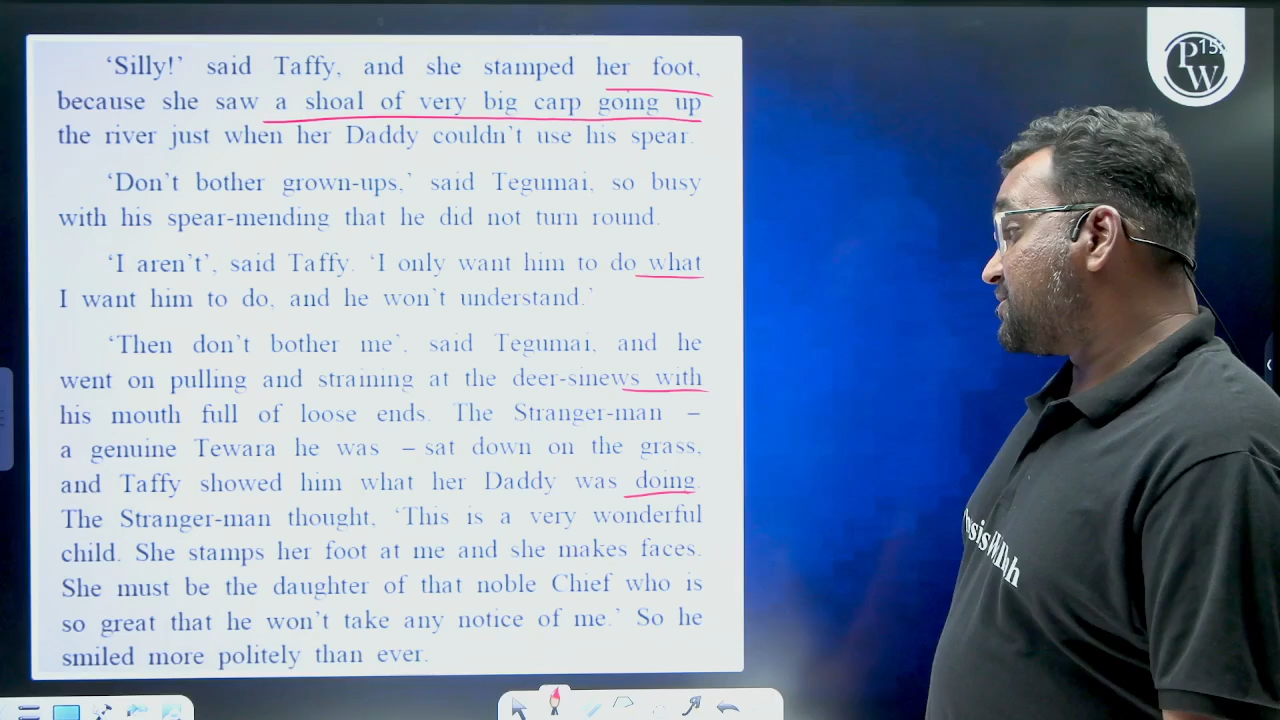 ‘Silly!’ said Taffy, and she stamped her foot,
because she saw a shoal of very big carp going up
the river just when her Daddy couldn’t use his spear.
‘Don’t bother grown-ups,’ said Tegumai, so busy
with his spear-mending that he did not turn round.
‘I aren’t’, said Taffy. ‘I only want him to do what
I want him to do, and he won’t understand.’
‘Then don’t bother me’, said Tegumai, and he
went on pulling and straining at the deer-sinews with
his mouth full of loose ends. The Stranger-man –
a genuine Tewara he was – sat down on the grass,
and Taffy showed him what her Daddy was doing.
The Stranger-man thought, ‘This is a very wonderful
child. She stamps her foot at me and she makes faces.
She must be the daughter of that noble Chief who is
so great that he won’t take any notice of me.’ So he
smiled more politely than ever.
PW